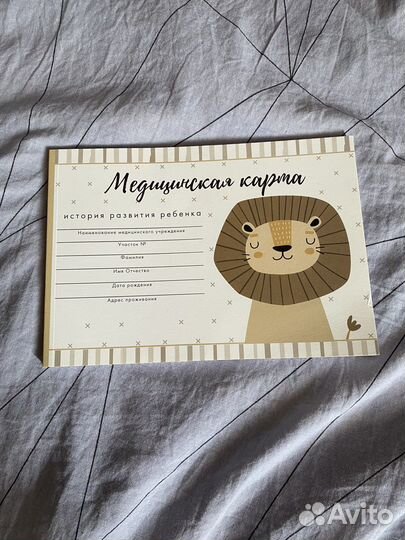 Медицинская карта
история развития ребенка
Наименование медицинского учреждения
Участок №
Фамилия
Имя Отчество
Дата рождения
Адрес проживания
Avito